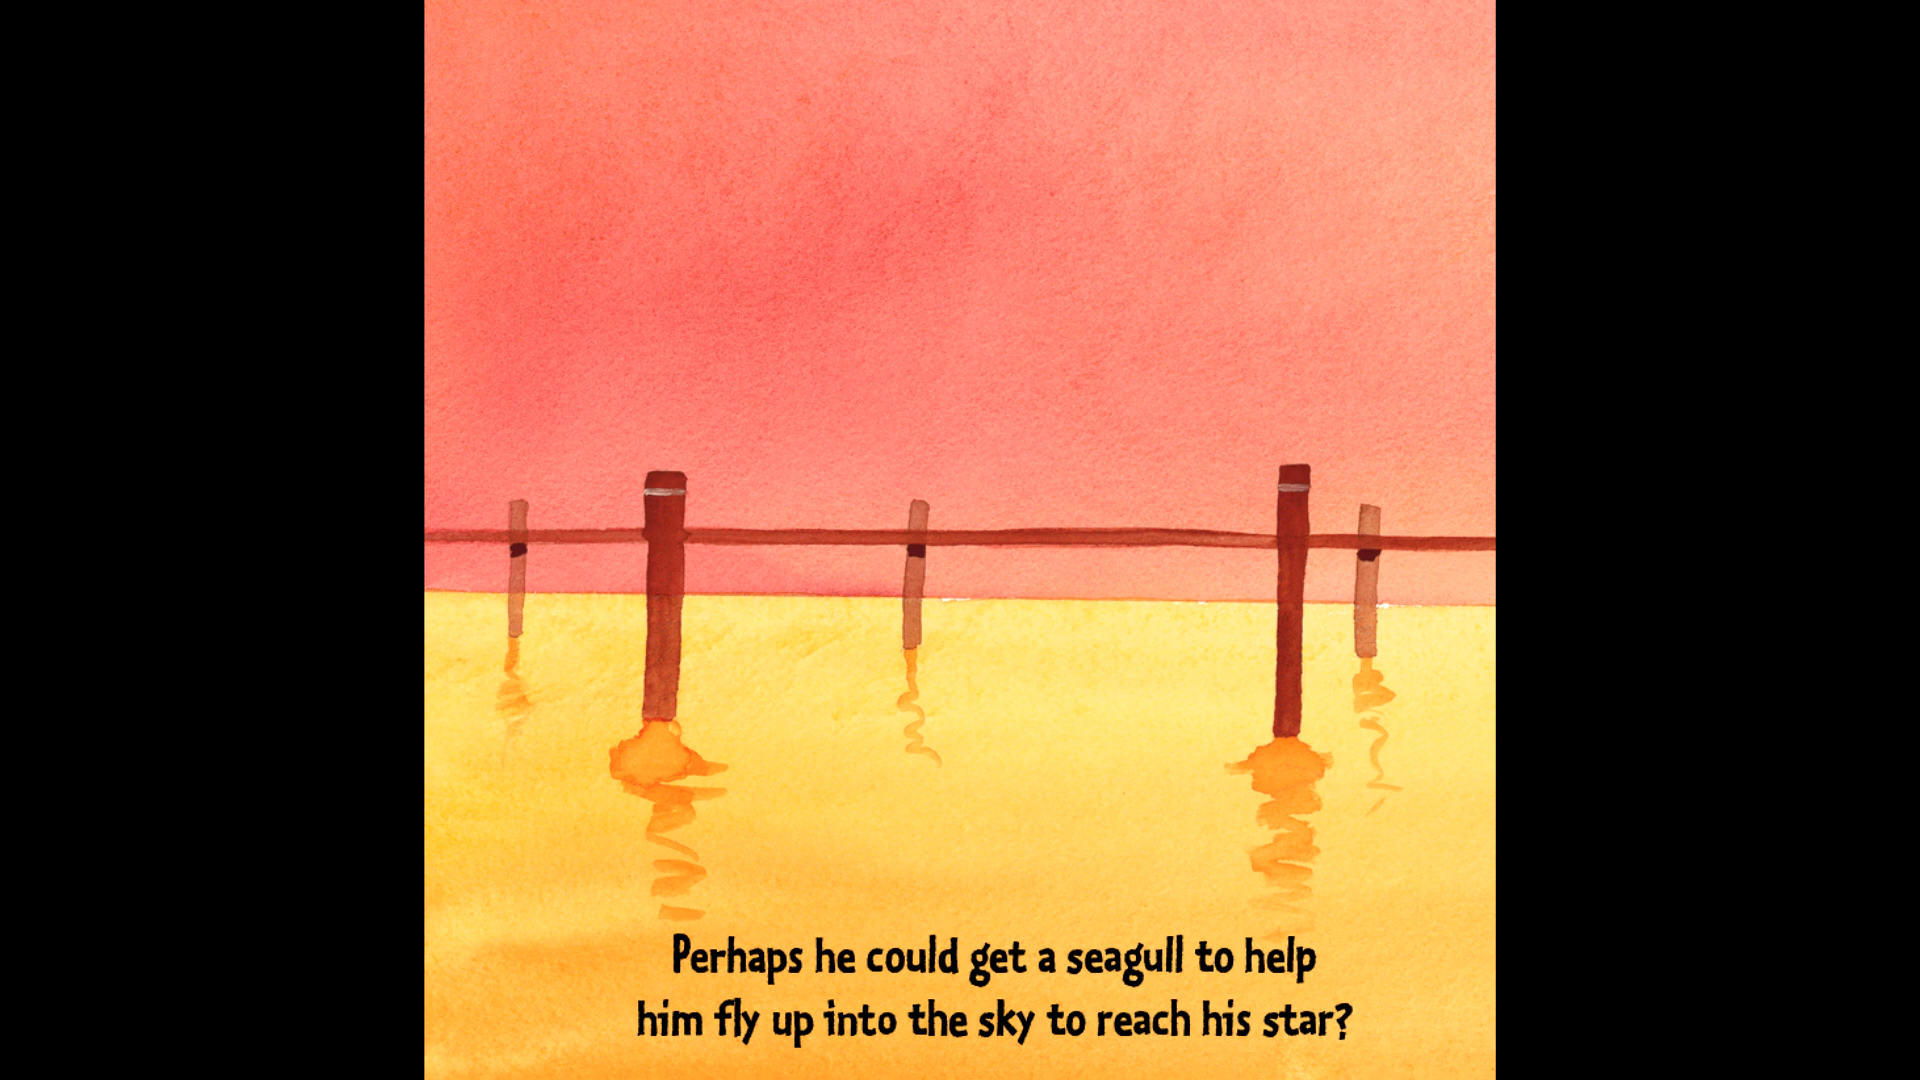 Perhaps he could get a seagull to help
him fly up into the sky to reach his star?